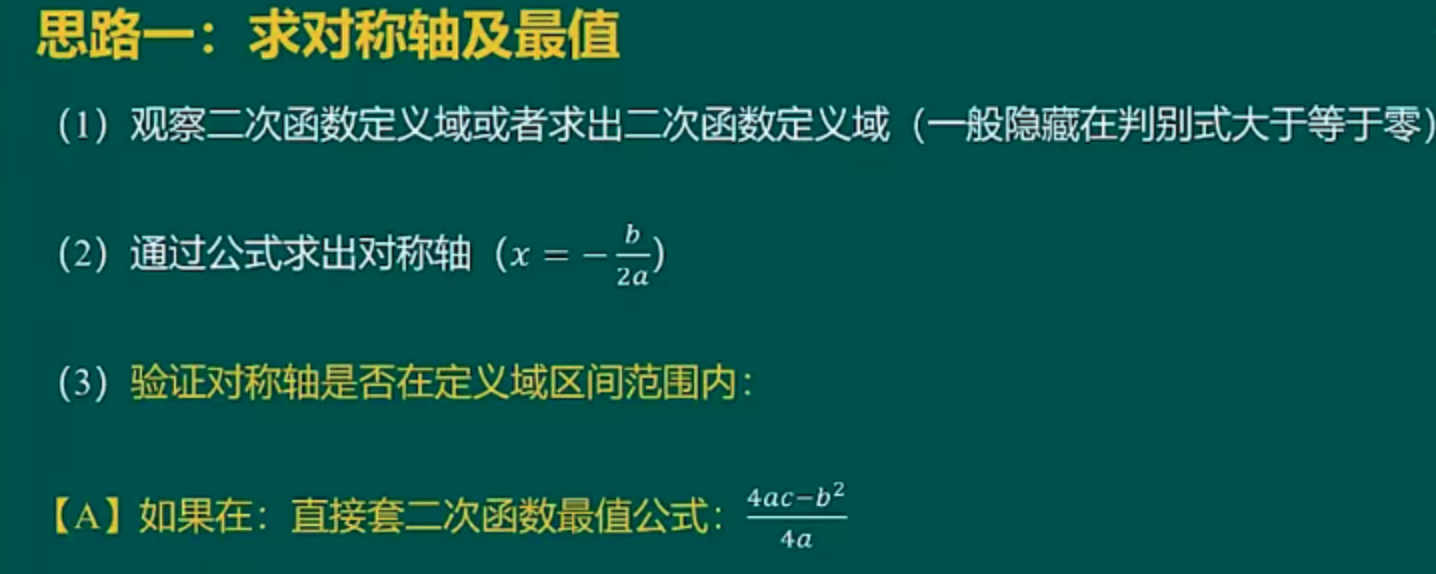 思路一：求对称轴及最值
（1）观察二次函数定义域或者求出二次函数定义域（一般隐藏在判别式大于等于零）
（2）通过公式求出对称轴（x = −b/2a）
（3）验证对称轴是否在定义域区间范围内：
【A】如果在：直接套二次函数最值公式：(4ac−b²)/4a